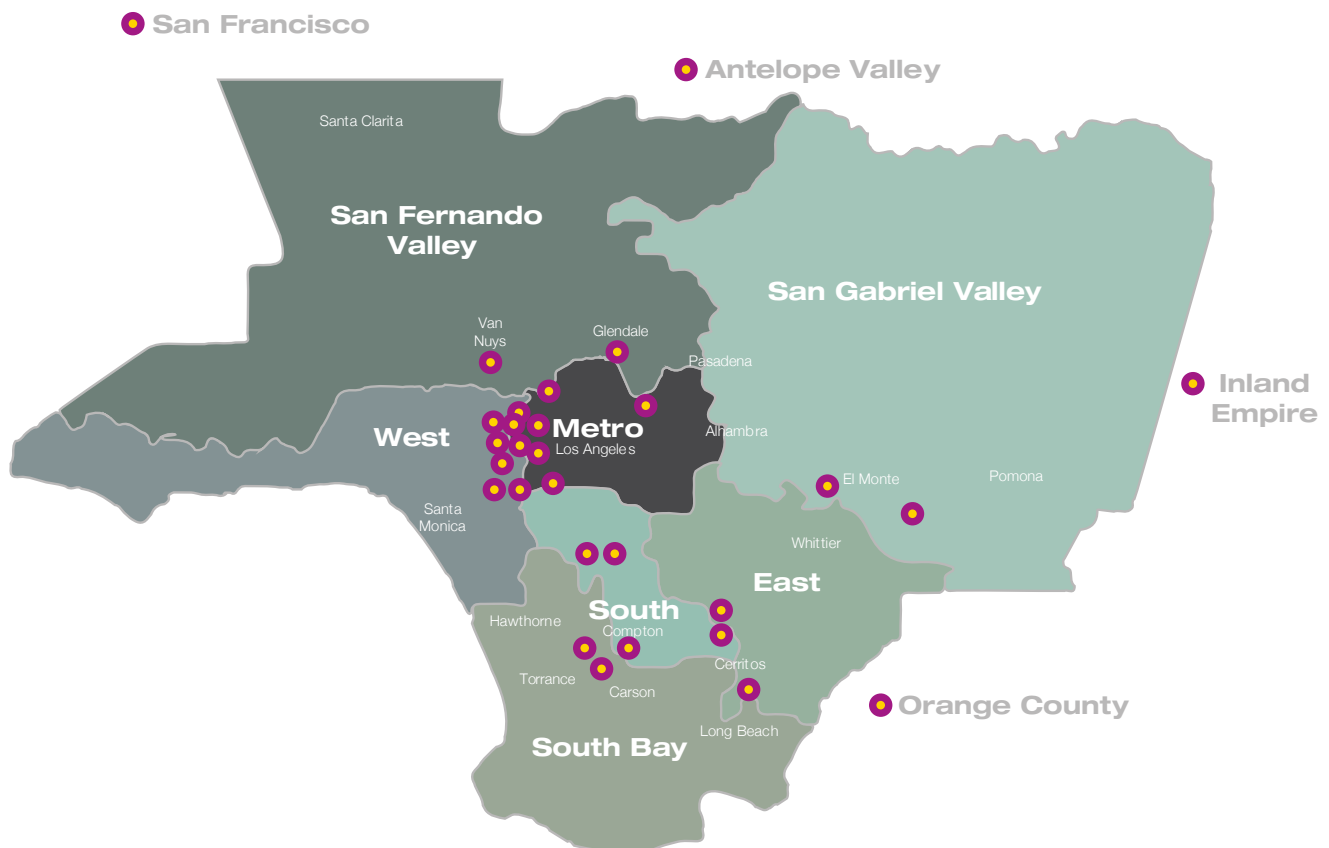 San Francisco
Antelope Valley
Santa Clarita
San Fernando
Valley
San Gabriel Valley
Van
Nuys
Glendale
Pasadena
Inland
Empire
West
Metro
Los Angeles
Alhambra
El Monte
Pomona
Santa
Monica
Whittier
East
South
Hawthorne
Compton
Cerritos
Torrance
Carson
Orange County
Long Beach
South Bay